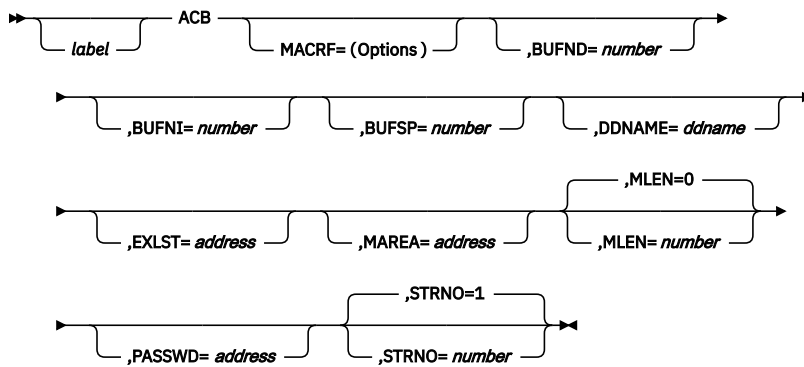 label ACB MACRF=(Options) ,BUFND= number
,BUFNI= number ,BUFSP= number ,DDNAME= ddname
,MLEN=0
,EXLST= address ,MAREA= address ,MLEN= number
,STRNO=1
,PASSWD= address ,STRNO= number